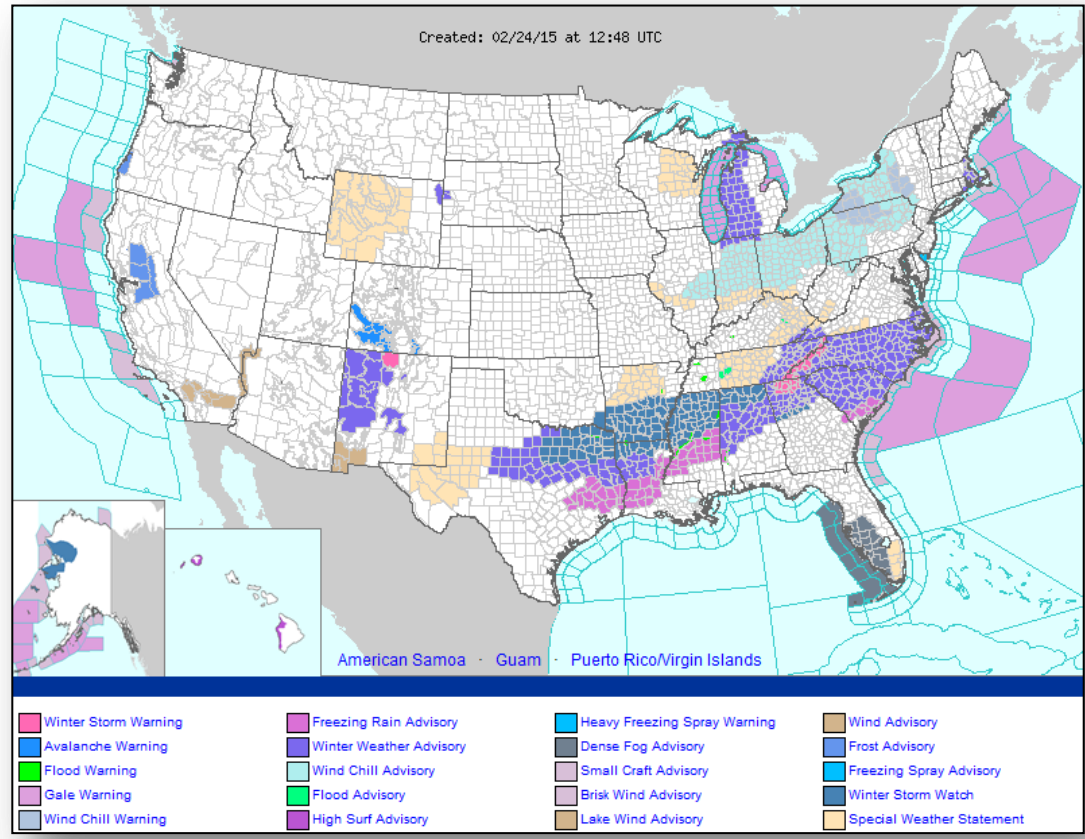 Created: 02/24/15 at 12:48 UTC
American Samoa · Guam · Puerto Rico/Virgin Islands
Winter Storm Warning
Freezing Rain Advisory
Heavy Freezing Spray Warning
Wind Advisory
Avalanche Warning
Winter Weather Advisory
Dense Fog Advisory
Frost Advisory
Flood Warning
Wind Chill Advisory
Small Craft Advisory
Freezing Spray Advisory
Gale Warning
Flood Advisory
Brisk Wind Advisory
Winter Storm Watch
Wind Chill Warning
High Surf Advisory
Lake Wind Advisory
Special Weather Statement